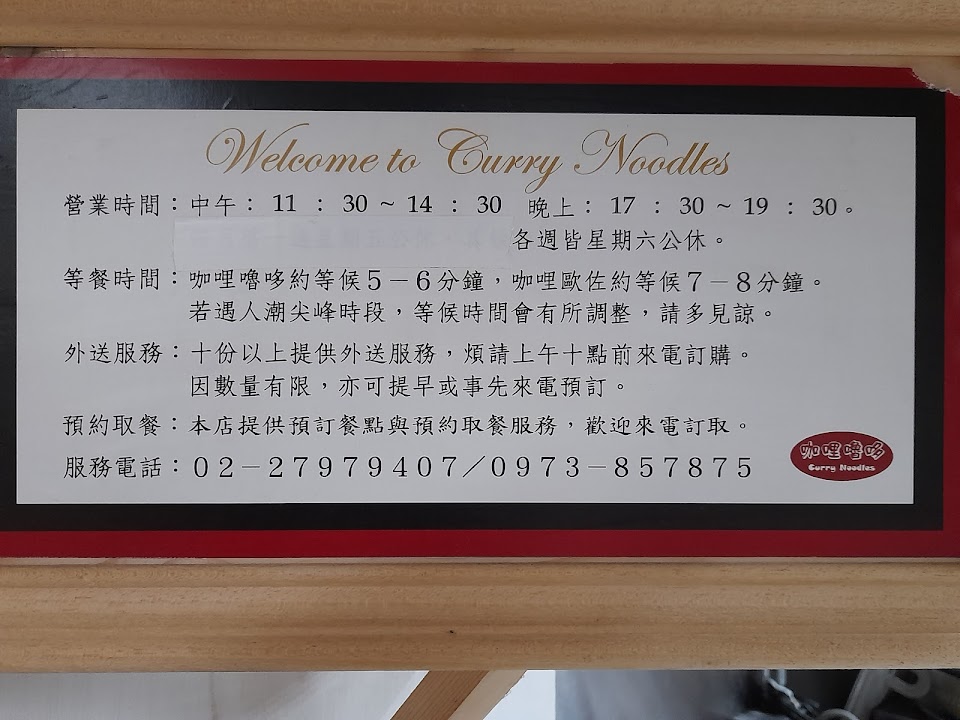 Welcome to Curry Noodles
營業時間：中午： 11 ： 30 ~ 14 ： 30 晚上： 17 ： 30 ~ 19 ： 30。
各週皆星期六公休。
等餐時間：咖哩嚕哆約等候５－６分鐘，咖哩歐佐約等候７－８分鐘。
若遇人潮尖峰時段，等候時間會有所調整，請多見諒。
外送服務：十份以上提供外送服務，煩請上午十點前來電訂購。
因數量有限，亦可提早或事先來電預訂。
預約取餐：本店提供預訂餐點與預約取餐服務，歡迎來電訂取。
服務電話：０２－２７９７９４０７／０９７３－８５７８７５
咖哩嚕哆
Curry Noodles